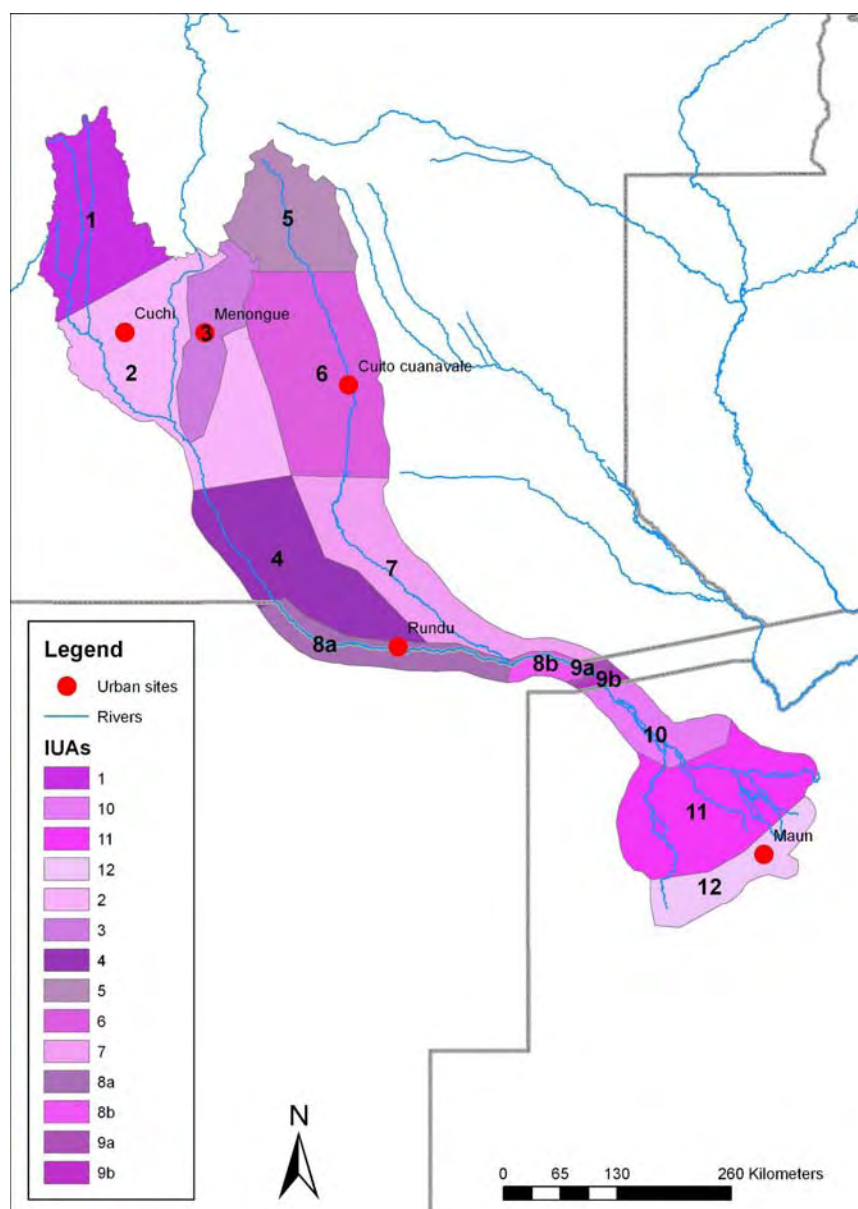 1
5
Cuchi
3
Menongue
2
6
Cuito cuanavale
4
7
Rundu
8a
8b
9a
9b
10
11
Maun
12
Legend
Urban sites
Rivers
IUAs
1
10
11
12
2
3
4
5
6
7
8a
8b
9a
9b
N
0 65 130 260 Kilometers